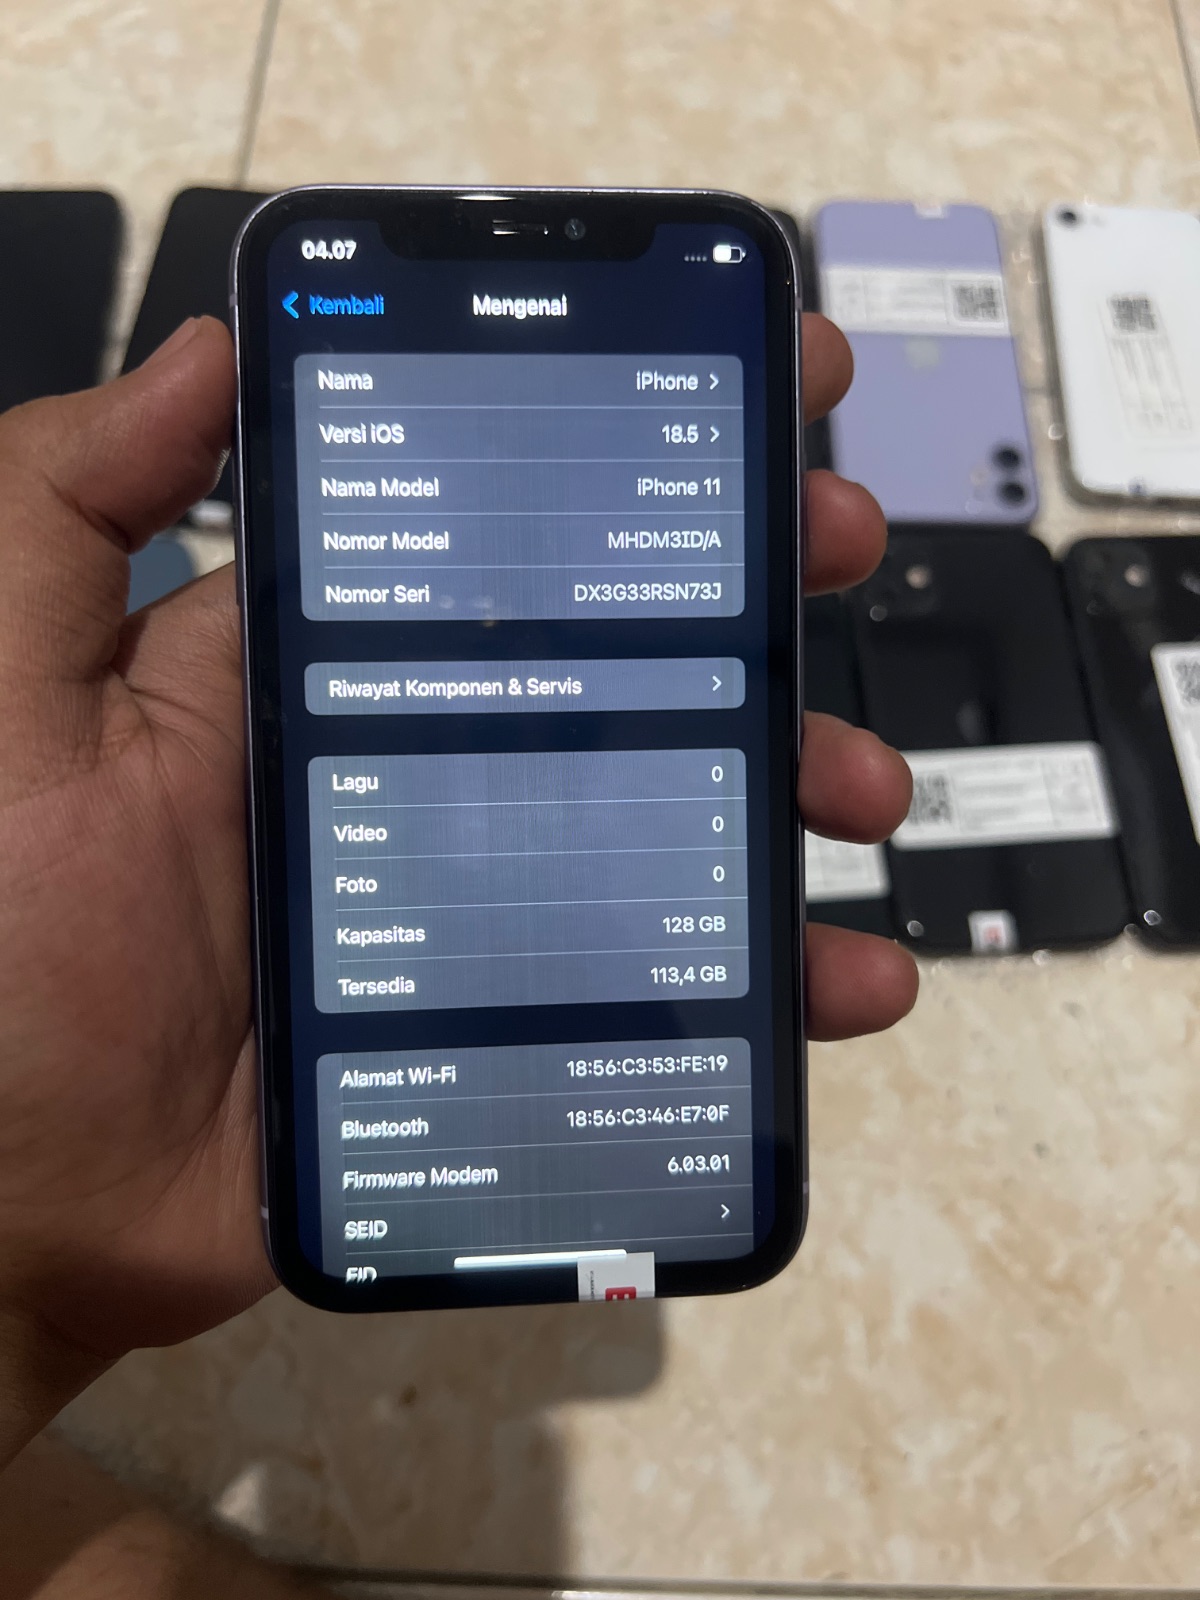 04.07
Kembali Mengenai
Nama iPhone
Versi iOS 18.5
Nama Model iPhone 11
Nomor Model MHDM3ID/A
Nomor Seri DX3G33RSN73J
Riwayat Komponen & Servis
Lagu 0
Video 0
Foto 0
Kapasitas 128 GB
Tersedia 113,4 GB
Alamat Wi-Fi 18:56:C3:53:FE:19
Bluetooth 18:56:C3:46:E7:0F
Firmware Modem 6.03.01
SEID
EID